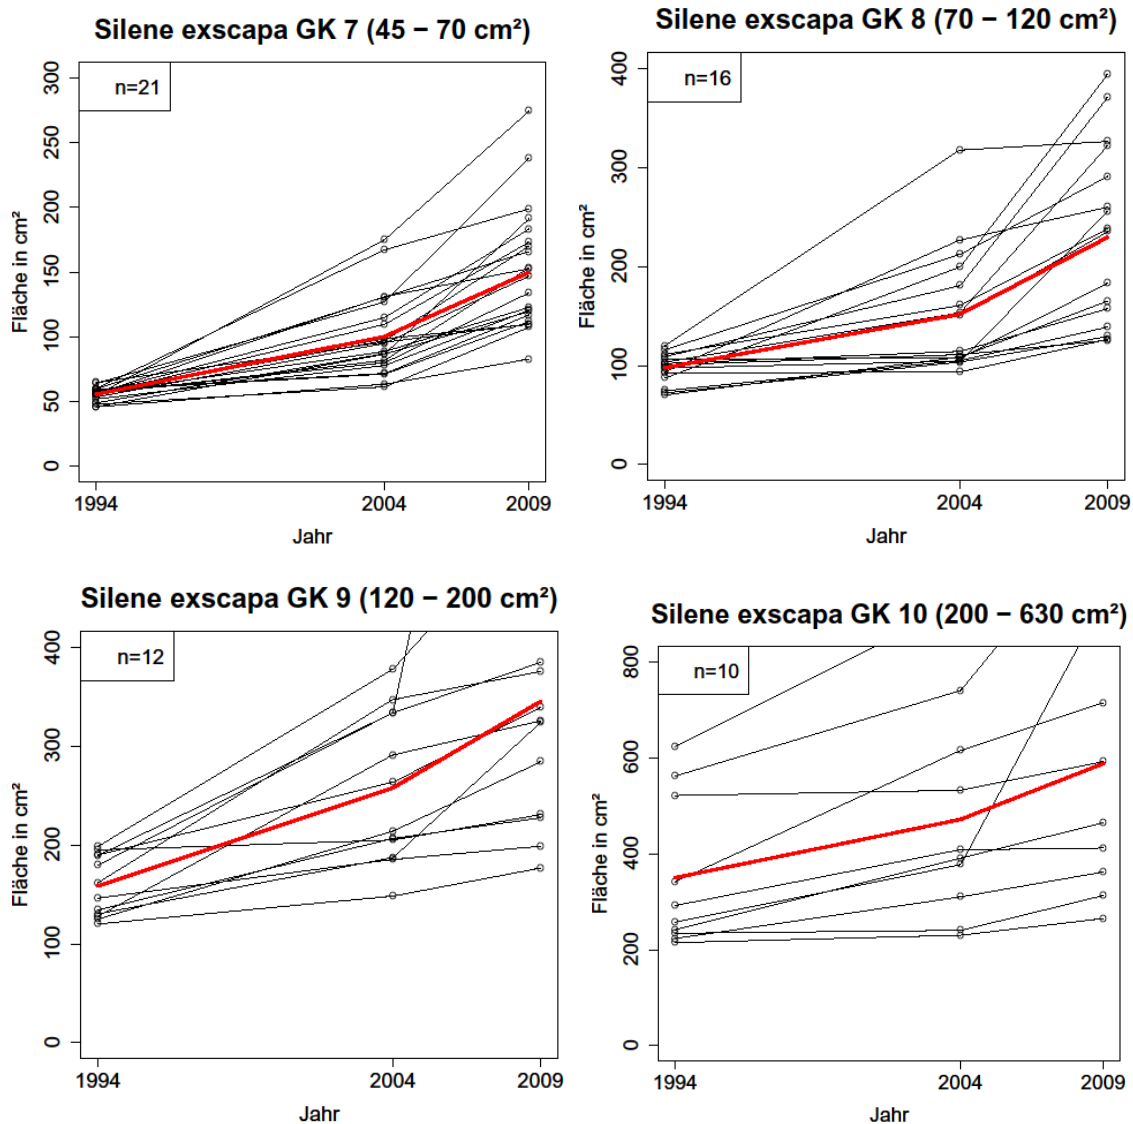 Silene exscapa GK 7 (45 − 70 cm²)
n=21
Fläche in cm²
300
250
200
150
100
50
0
1994
2004
2009
Jahr
Silene exscapa GK 8 (70 − 120 cm²)
n=16
Fläche in cm²
400
300
200
100
0
1994
2004
2009
Jahr
Silene exscapa GK 9 (120 − 200 cm²)
n=12
Fläche in cm²
400
300
200
100
0
1994
2004
2009
Jahr
Silene exscapa GK 10 (200 − 630 cm²)
n=10
Fläche in cm²
800
600
400
200
0
1994
2004
2009
Jahr